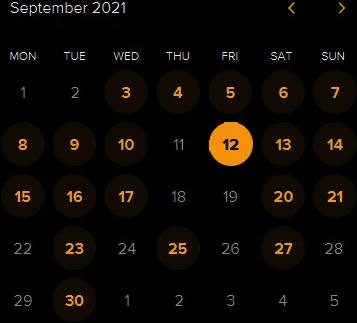 September 2021
MON TUE WED THU FRI SAT SUN
1 2 3 4 5 6 7
8 9 10 11 12 13 14
15 16 17 18 19 20 21
22 23 24 25 26 27 28
29 30 1 2 3 4 5